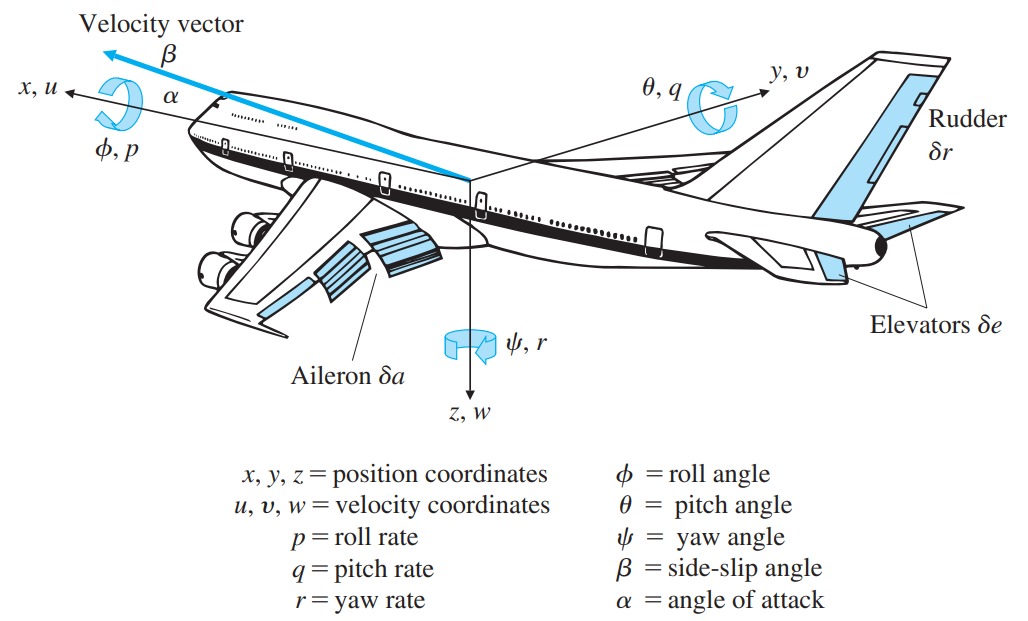 Velocity vector
β
x, u
α
ϕ, p
θ, q
y, υ
Rudder
δr
Elevators δe
ψ, r
Aileron δa
z, w
x, y, z = position coordinates
u, υ, w = velocity coordinates
p = roll rate
q = pitch rate
r = yaw rate
ϕ = roll angle
θ = pitch angle
ψ = yaw angle
β = side-slip angle
α = angle of attack